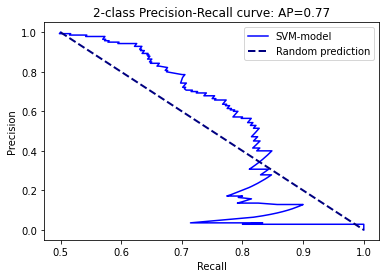 2-class Precision-Recall curve: AP=0.77
SVM-model
Random prediction
Precision
1.0
0.8
0.6
0.4
0.2
0.0
0.5
0.6
0.7
0.8
0.9
1.0
Recall